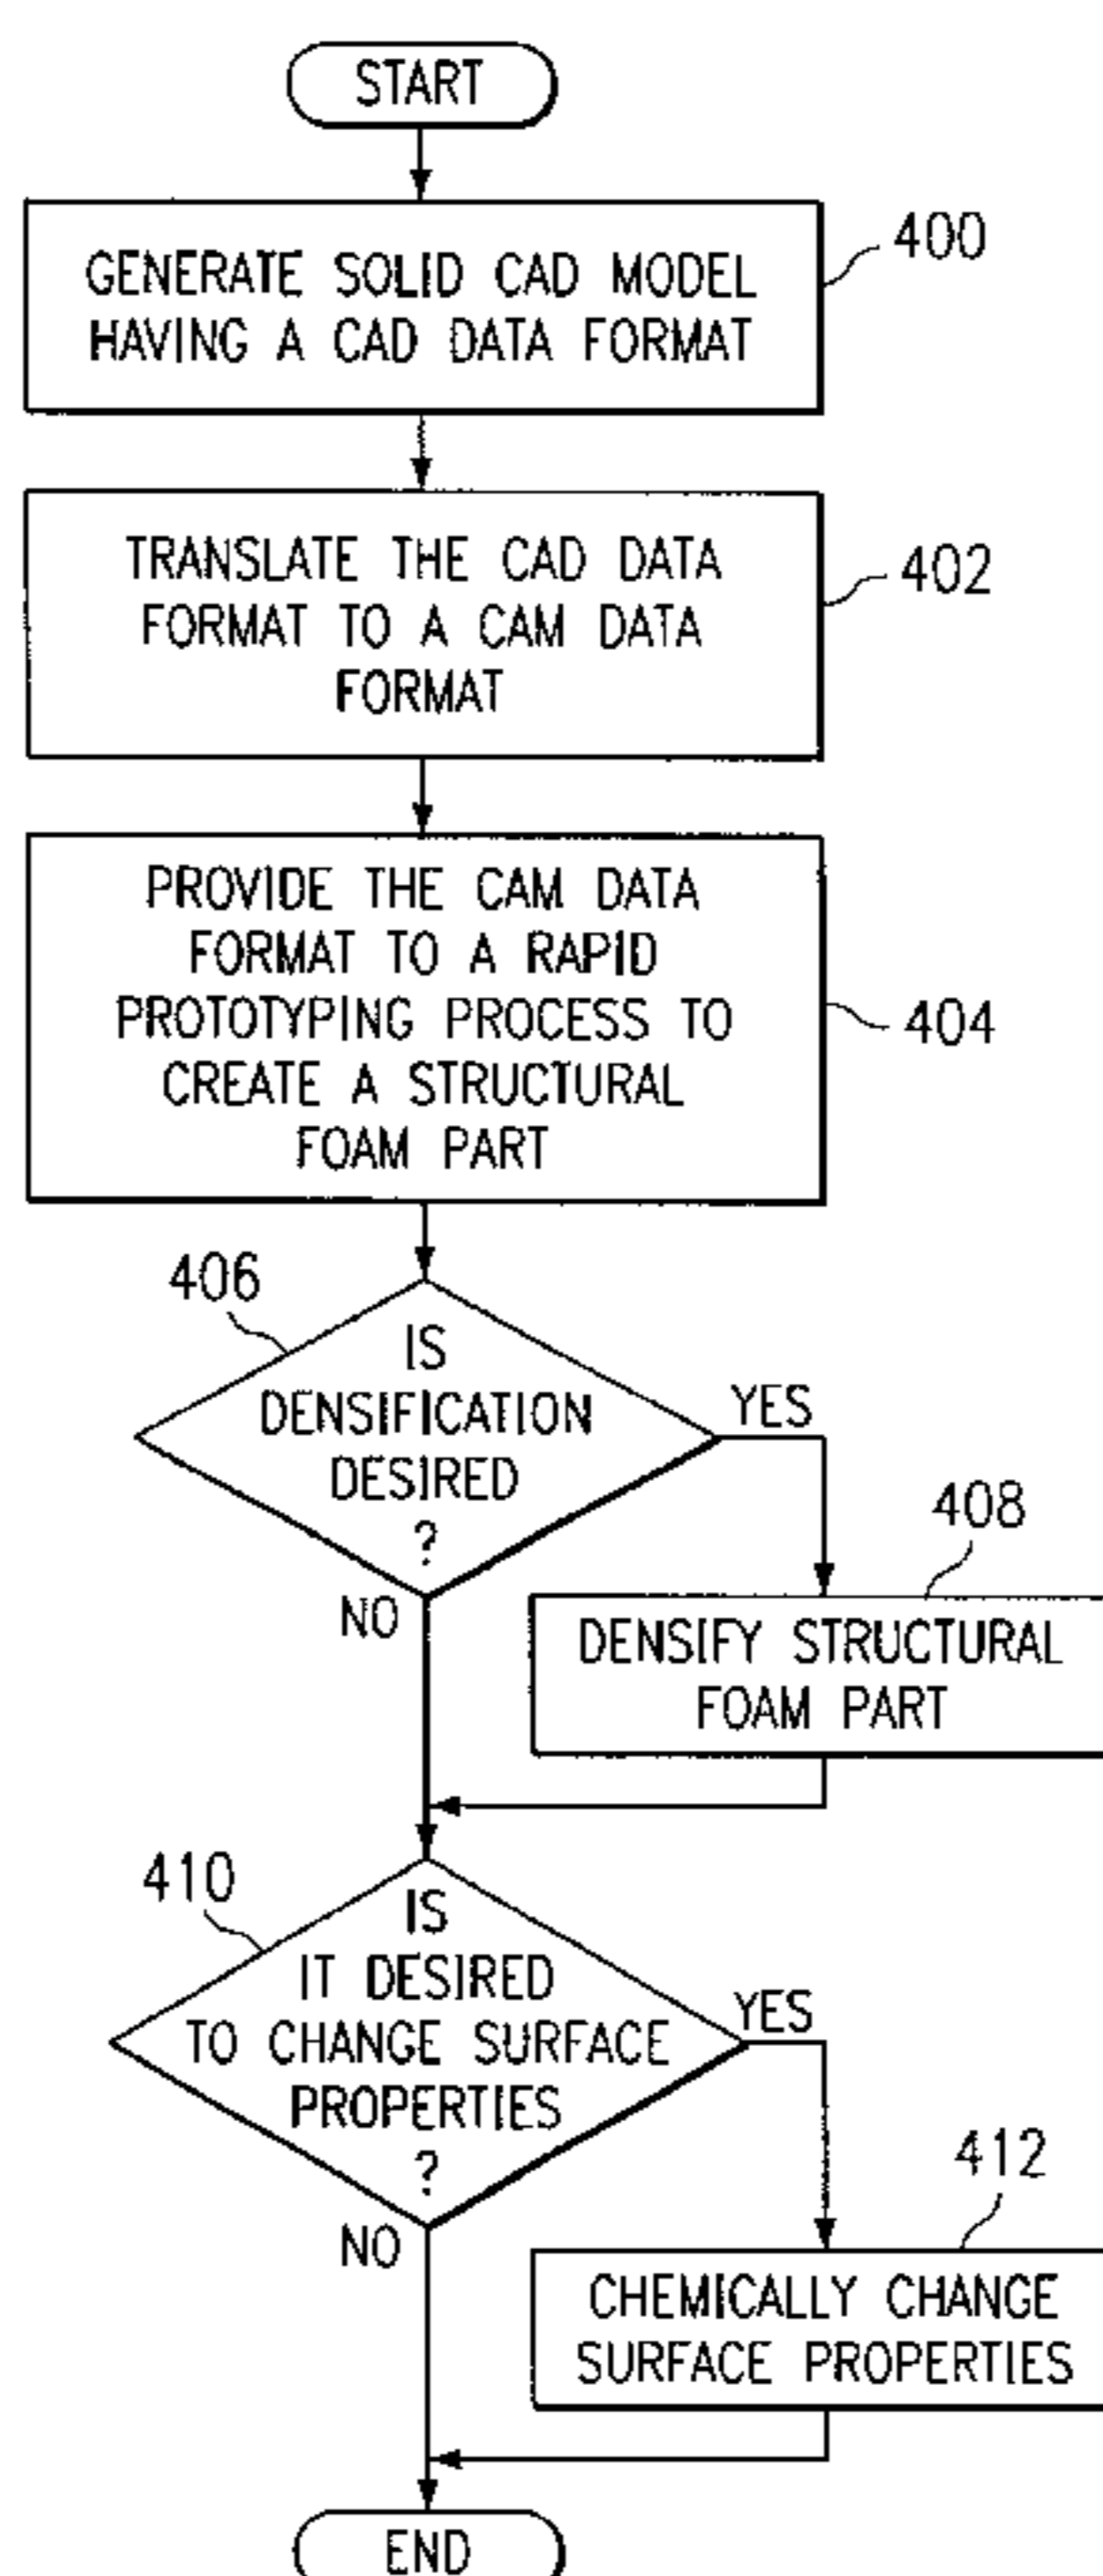 START
400
GENERATE SOLID CAD MODEL
HAVING A CAD DATA FORMAT
402
TRANSLATE THE CAD DATA
FORMAT TO A CAM DATA
FORMAT
PROVIDE THE CAM DATA
FORMAT TO A RAPID
PROTOTYPING PROCESS TO
CREATE A STRUCTURAL
FOAM PART
404
406
IS
DENSIFICATION
DESIRED
?
YES
NO
408
DENSIFY STRUCTURAL
FOAM PART
410
IS
IT DESIRED
TO CHANGE SURFACE
PROPERTIES
?
YES
NO
412
CHEMICALLY CHANGE
SURFACE PROPERTIES
END